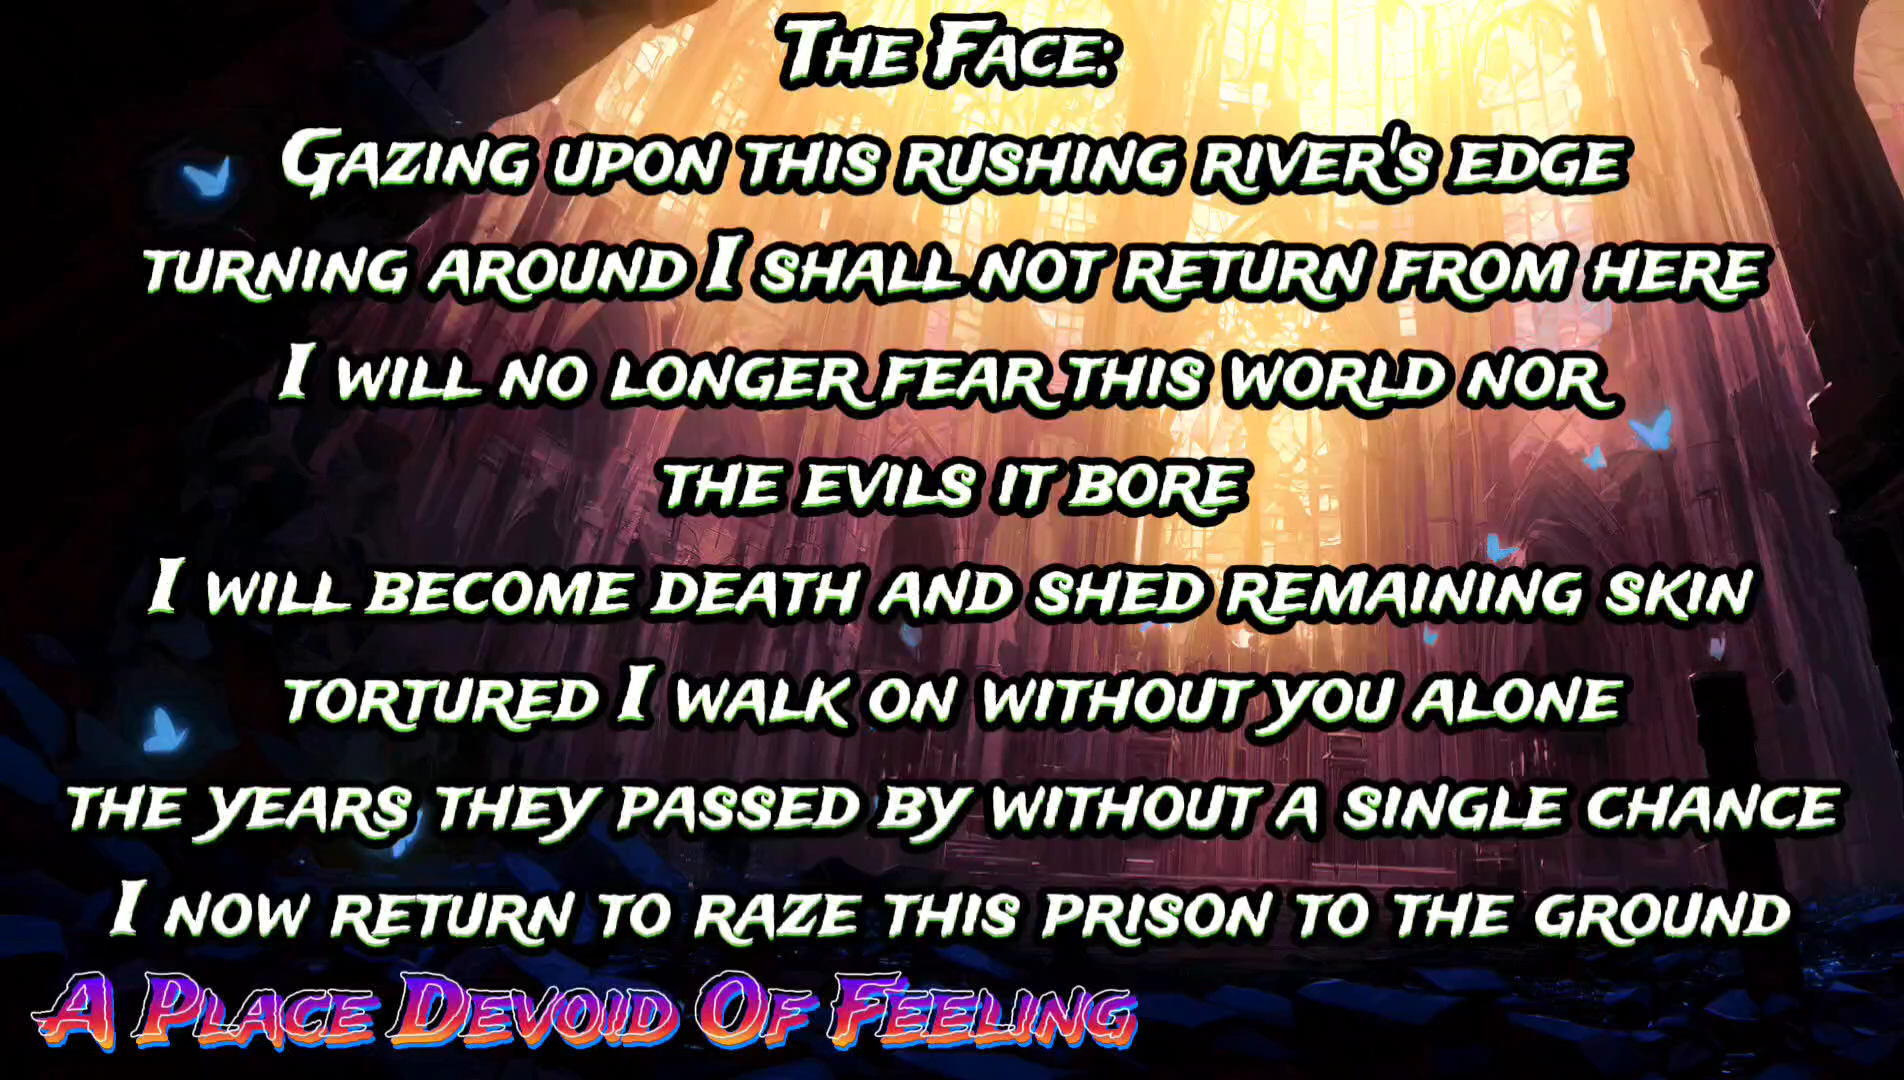 The Face:
Gazing upon this rushing river's edge
turning around I shall not return from here
I will no longer fear this world nor
the evils it bore
I will become death and shed remaining skin
tortured I walk on without you alone
the years they passed by without a single chance
I now return to raze this prison to the ground
A Place Devoid Of Feeling